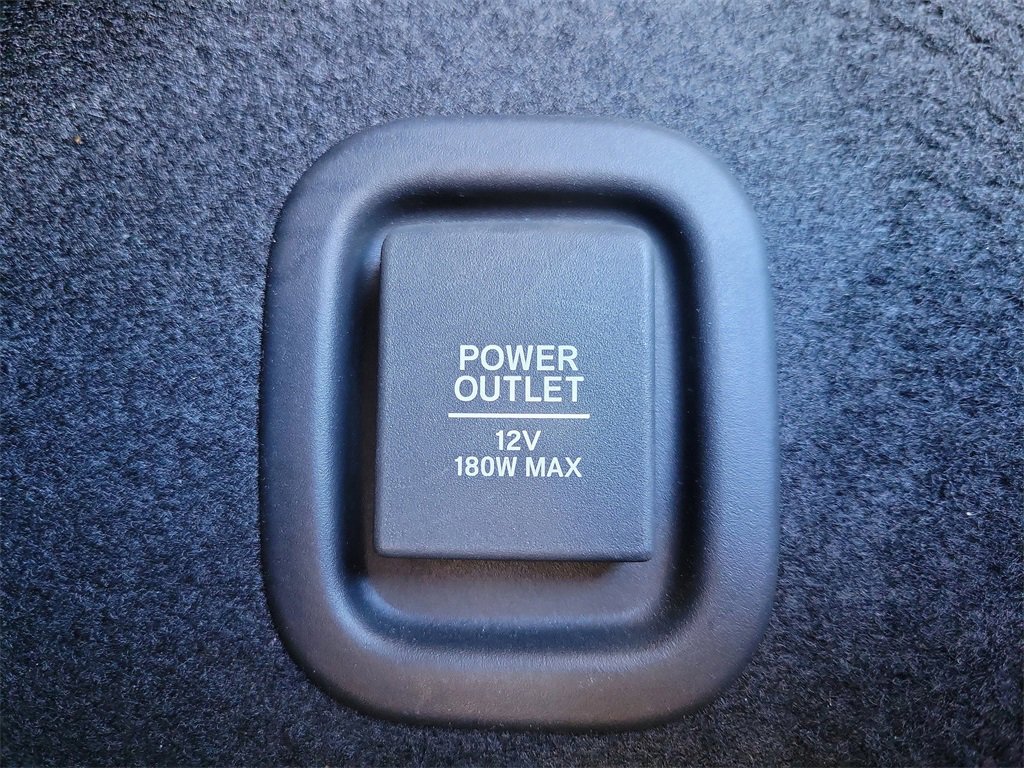 POWER
OUTLET
12V
180W MAX